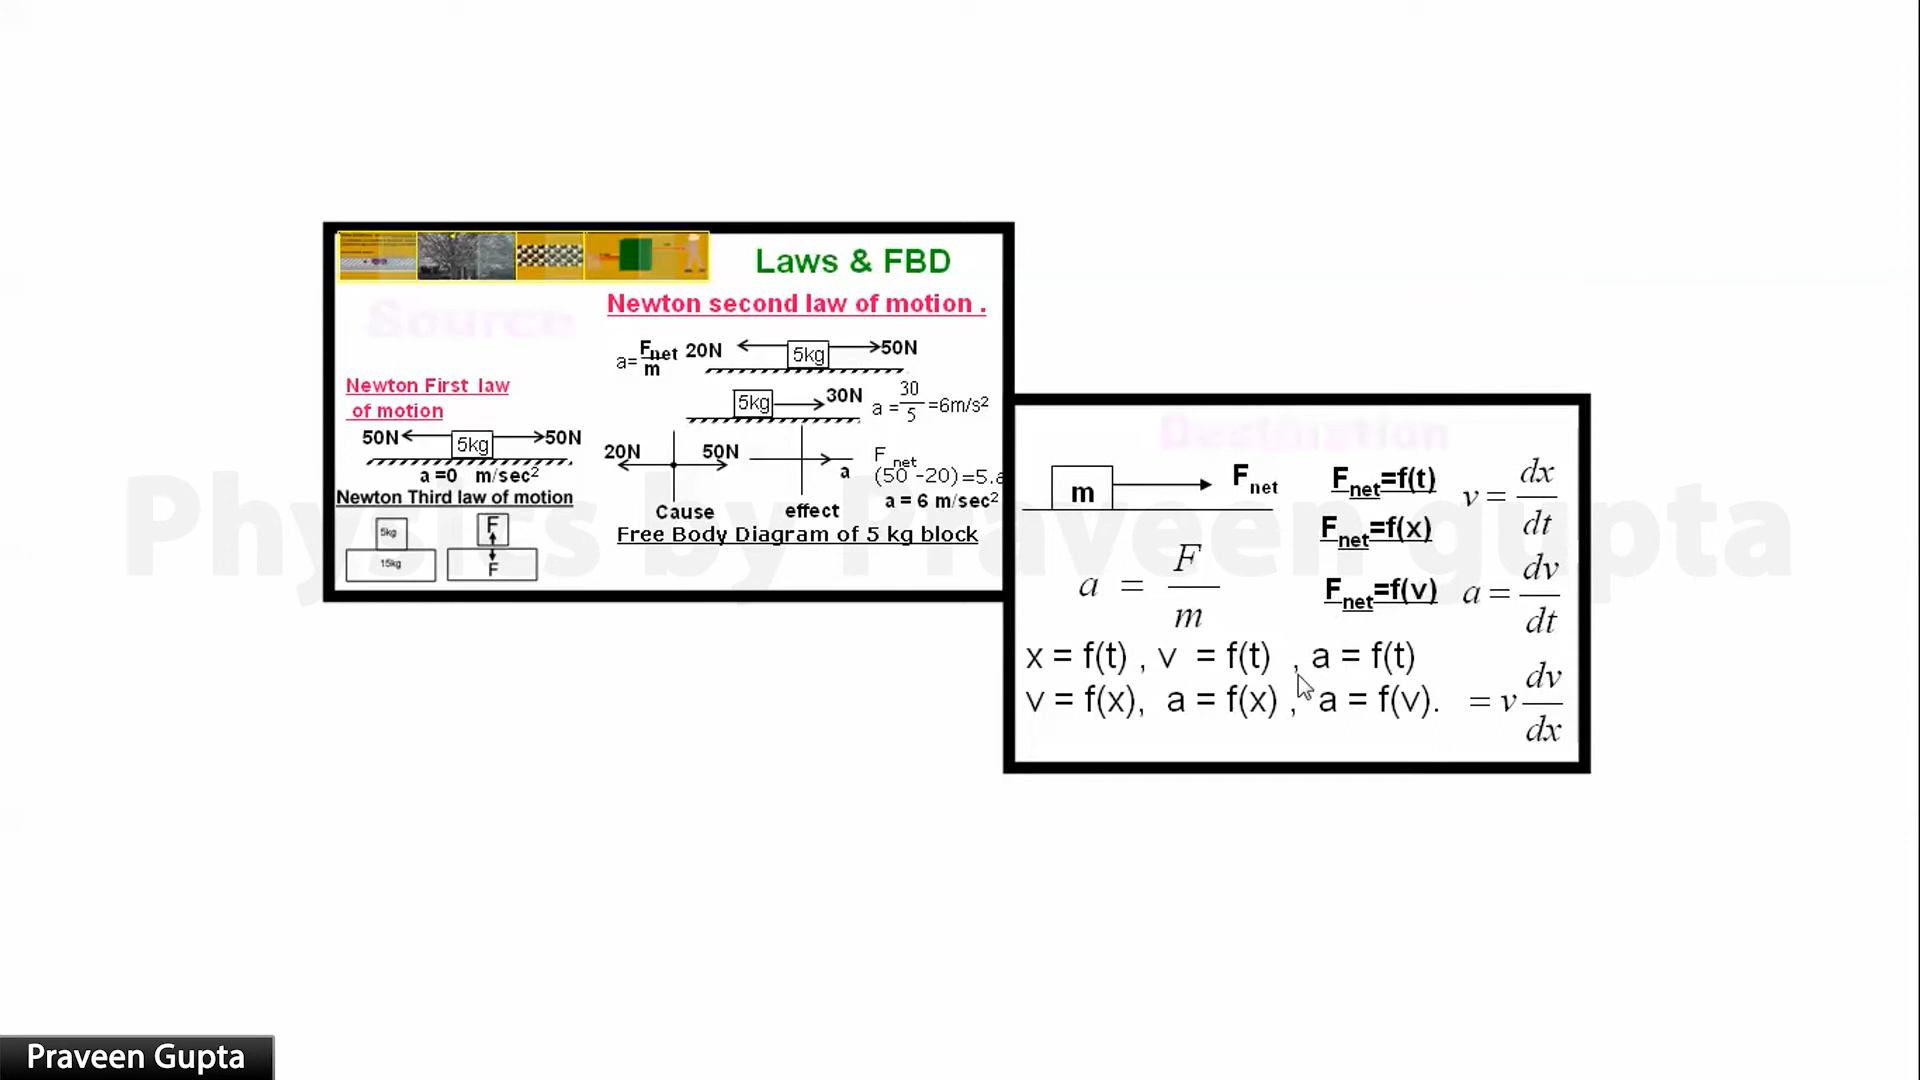 Laws & FBD
Source
Newton second law of motion .
a=
Fnet
m
20N
5kg
50N
5kg
30N
a =
30
5
=6m/s²
Newton First law
of motion
50N
5kg
50N
a =0 m/sec²
20N
50N
a
Fnet
(50 -20)=5.a
a = 6 m/sec²
Cause
effect
Free Body Diagram of 5 kg block
Newton Third law of motion
5kg
15kg
F
F
Destination
m
Fnet
Fnet=f(t)
Fnet=f(x)
Fnet=f(v)
v = dx/dt
a = F/m
a = dv/dt
x = f(t) , v = f(t) , a = f(t)
v = f(x), a = f(x) , a = f(v).
= v dv/dx
Physics by Praveen gupta
Praveen Gupta